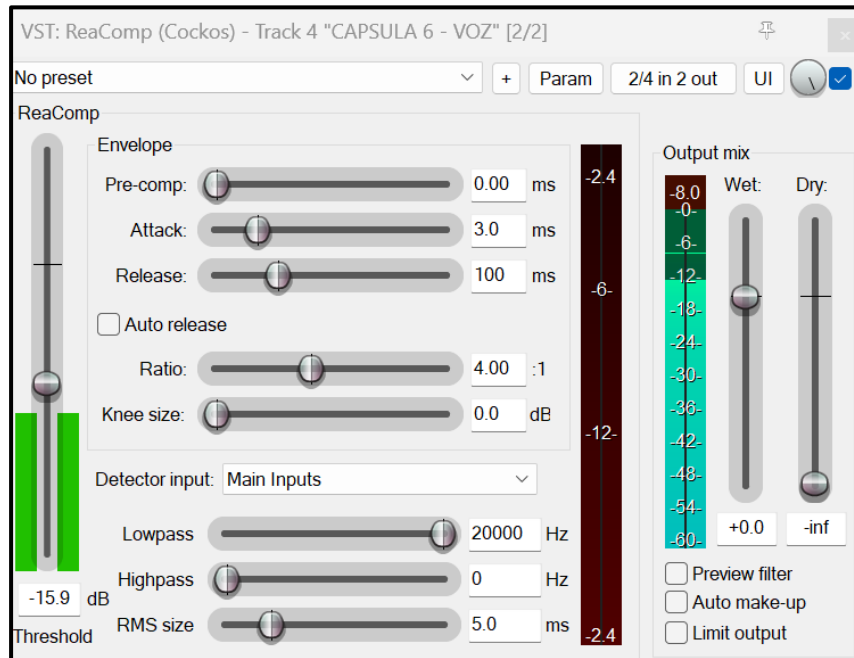 VST: ReaComp (Cockos) - Track 4 "CAPSULA 6 - VOZ" [2/2]
No preset + Param 2/4 in 2 out UI
ReaComp
Envelope
Pre-comp: 0.00 ms
Attack: 3.0 ms
Release: 100 ms
Auto release
Ratio: 4.00 :1
Knee size: 0.0 dB
Detector input: Main Inputs
Lowpass 20000 Hz
Highpass 0 Hz
RMS size 5.0 ms
-15.9 dB
Threshold
-2.4
-6-
-12-
-2.4
Output mix
Wet: Dry:
-8.0
-0-
-6-
-12-
-18-
-24-
-30-
-36-
-42-
-48-
-54-
-60-
+0.0 -inf
Preview filter
Auto make-up
Limit output